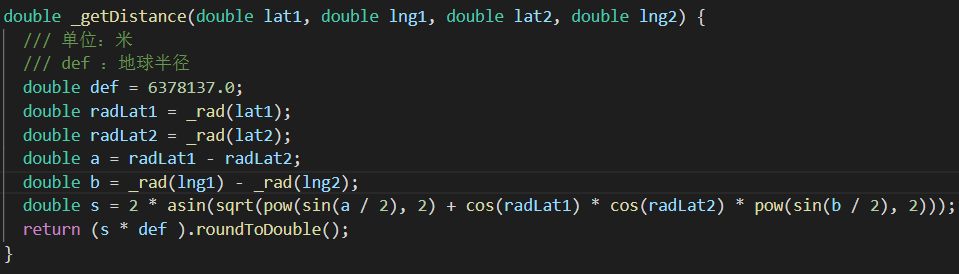 double _getDistance(double lat1, double lng1, double lat2, double lng2) {
/// 单位：米
/// def ：地球半径
double def = 6378137.0;
double radLat1 = _rad(lat1);
double radLat2 = _rad(lat2);
double a = radLat1 - radLat2;
double b = _rad(lng1) - _rad(lng2);
double s = 2 * asin(sqrt(pow(sin(a / 2), 2) + cos(radLat1) * cos(radLat2) * pow(sin(b / 2), 2)));
return (s * def ).roundToDouble();
}